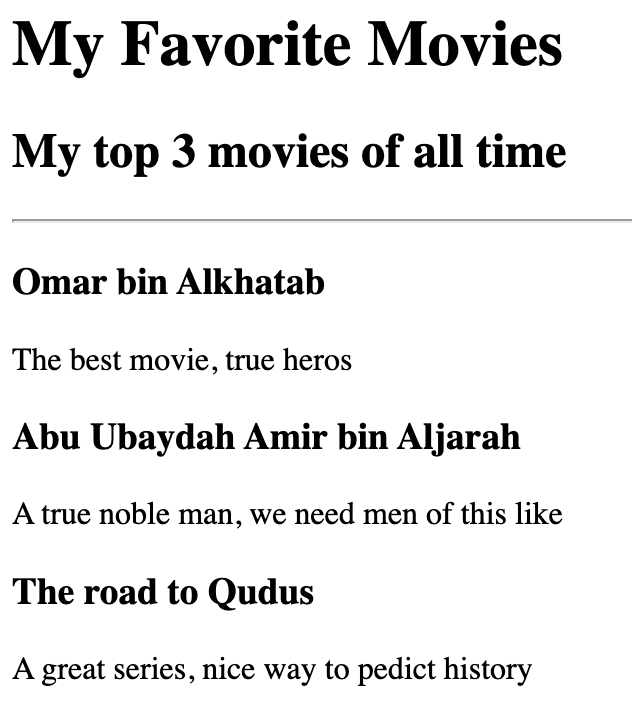 My Favorite Movies
My top 3 movies of all time
Omar bin Alkhatab
The best movie, true heros
Abu Ubaydah Amir bin Aljarah
A true noble man, we need men of this like
The road to Qudus
A great series, nice way to pedict history